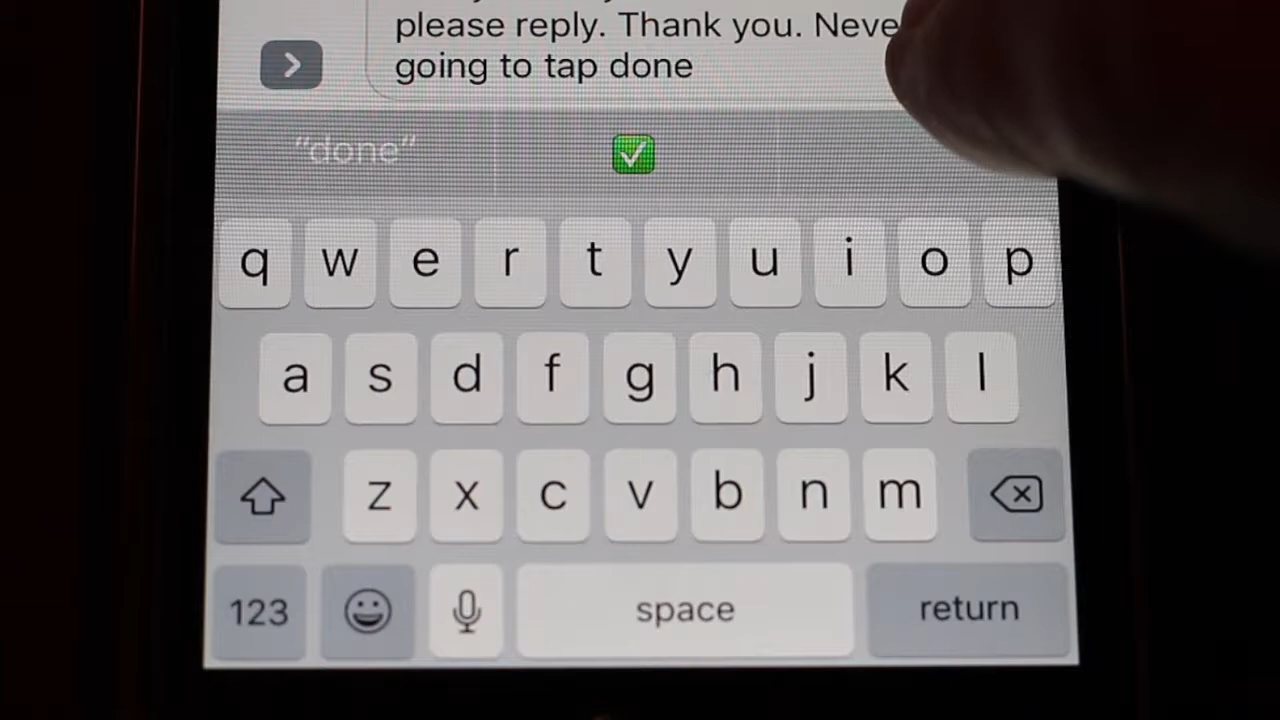 please reply. Thank you. Neve
going to tap done
“done”
q w e r t y u i o p
a s d f g h j k l
z x c v b n m
123 space return